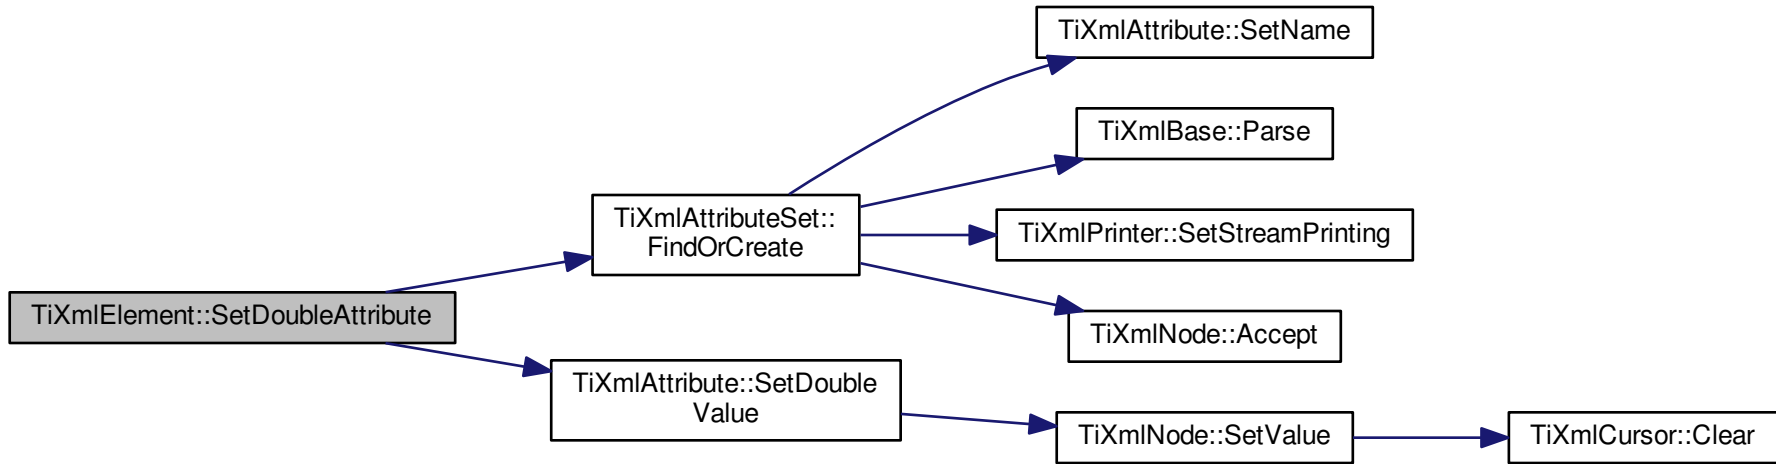 TiXmlAttribute::SetName
TiXmlBase::Parse
TiXmlAttributeSet::
FindOrCreate
TiXmlPrinter::SetStreamPrinting
TiXmlElement::SetDoubleAttribute
TiXmlNode::Accept
TiXmlAttribute::SetDouble
Value
TiXmlNode::SetValue
TiXmlCursor::Clear